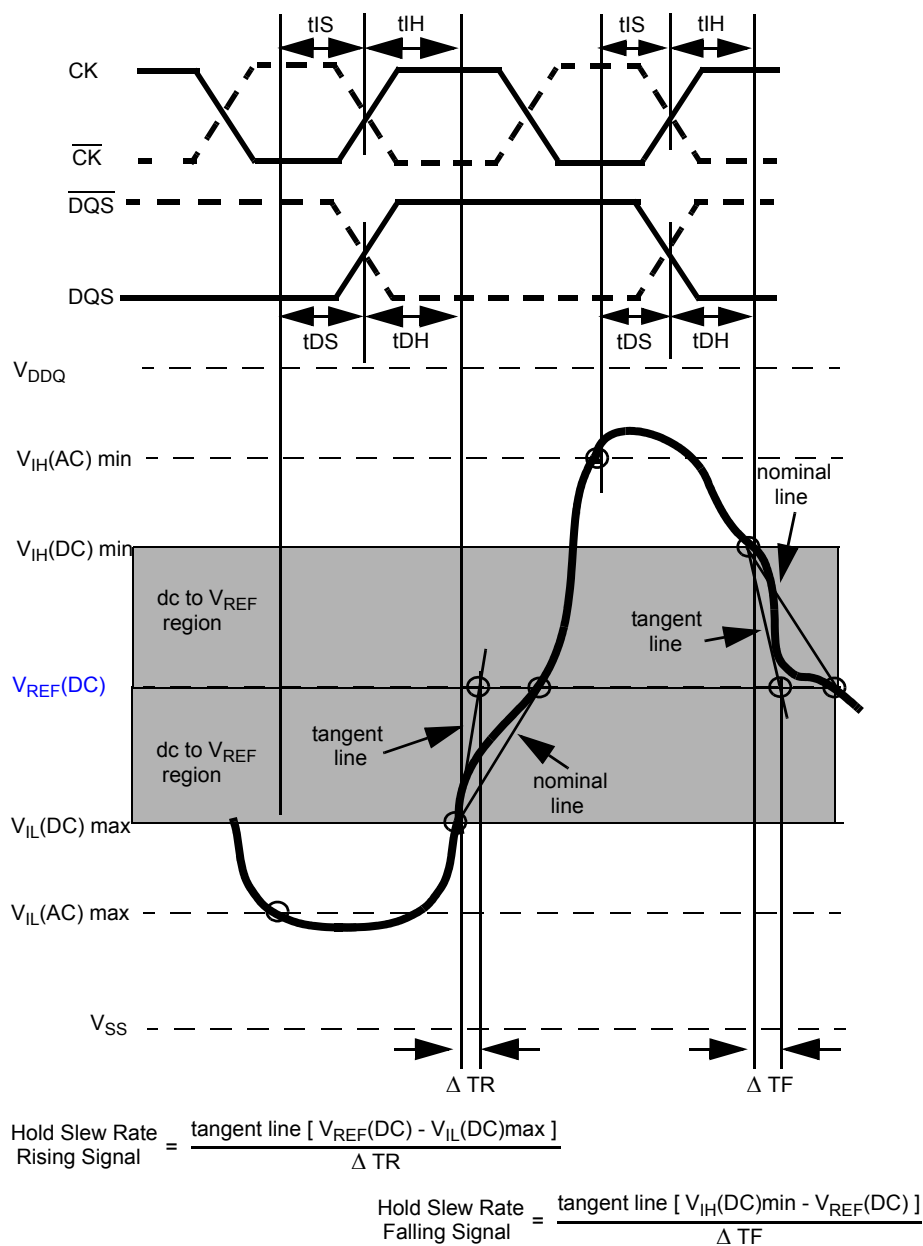 tIS tIH tIS tIH
CK
CK
DQS
DQS
tDS tDH tDS tDH
VDDQ
VIH(AC) min
nominal
line
VIH(DC) min
dc to VREF
region
tangent
line
VREF(DC)
tangent
line
dc to VREF
region
nominal
line
VIL(DC) max
VIL(AC) max
VSS
Δ TR Δ TF
Hold Slew Rate
Rising Signal
=
tangent line [ VREF(DC) - VIL(DC)max ]
Δ TR
Hold Slew Rate
Falling Signal
=
tangent line [ VIH(DC)min - VREF(DC) ]
Δ TF